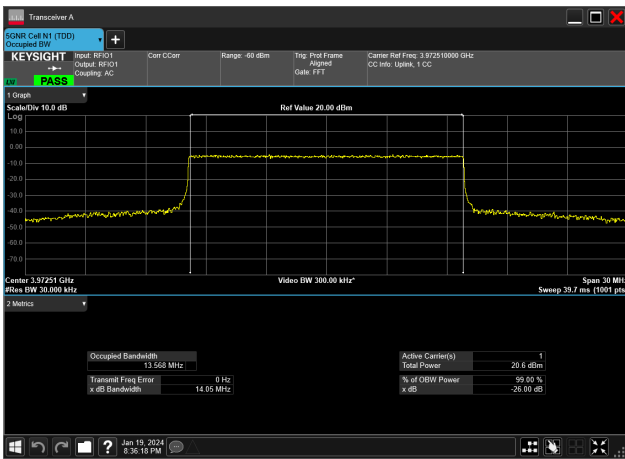 Transceiver A
5GNR Cell N1 (TDD)
Occupied BW
KEYSIGHT
PASS
Input: RFIO1
Output: RFIO1
Coupling: AC
Corr CCorr
Range: -60 dBm
Trig: Prot Frame
Aligned
Gate: FFT
Carrier Ref Freq: 3.972510000 GHz
CC Info: Uplink, 1 CC
1 Graph
Scale/Div 10.0 dB
Ref Value 20.00 dBm
Log
10.0
0.00
-10.0
-20.0
-30.0
-40.0
-50.0
-60.0
-70.0
Center 3.97251 GHz
Video BW 300.00 kHz*
Span 30 MHz
#Res BW 30.000 kHz
Sweep 39.7 ms (1001 pts
2 Metrics
Occupied Bandwidth
13.568 MHz
Transmit Freq Error 0 Hz
x dB Bandwidth 14.05 MHz
Active Carrier(s) 1
Total Power 20.6 dBm
% of OBW Power 99.00 %
x dB -26.00 dB
Jan 19, 2024
8:36:18 PM